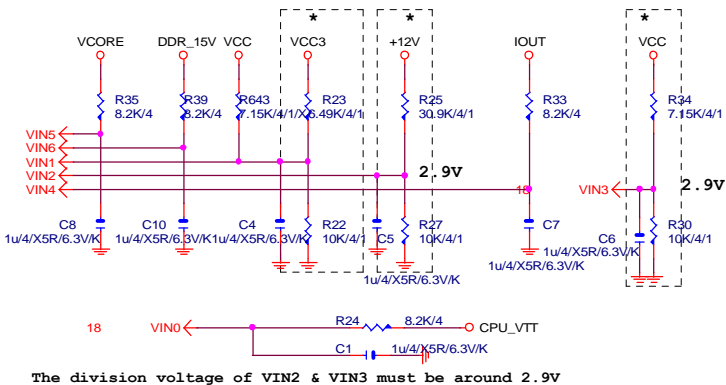 * * *
VCORE DDR_15V VCC VCC3 +12V IOUT VCC
R35 R39 R643 R23 R25 R33 R34
8.2K/4 8.2K/4 7.15K/4/1/X 6.49K/4/1 30.9K/4/1 8.2K/4 7.15K/4/1
VIN5
VIN6
VIN1
VIN2 2.9V
VIN4 18 VIN3 2.9V
C8 C10 C4 R22 C5 R27 C7 C6 R30
1u/4/X5R/6.3V/K 1u/4/X5R/6.3V/K 1u/4/X5R/6.3V/K 10K/4/1 10K/4/1 10K/4/1
1u/4/X5R/6.3V/K 1u/4/X5R/6.3V/K 1u/4/X5R/6.3V/K
18 VIN0 R24 8.2K/4 CPU_VTT
C1 1u/4/X5R/6.3V/K
The division voltage of VIN2 & VIN3 must be around 2.9V